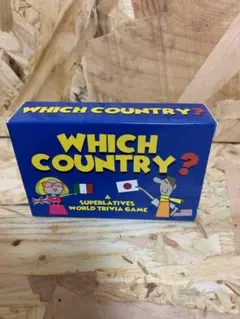 WHICH COUNTRY?
WHICH
COUNTRY?
A
SUPERLATIVES
WORLD TRIVIA GAME